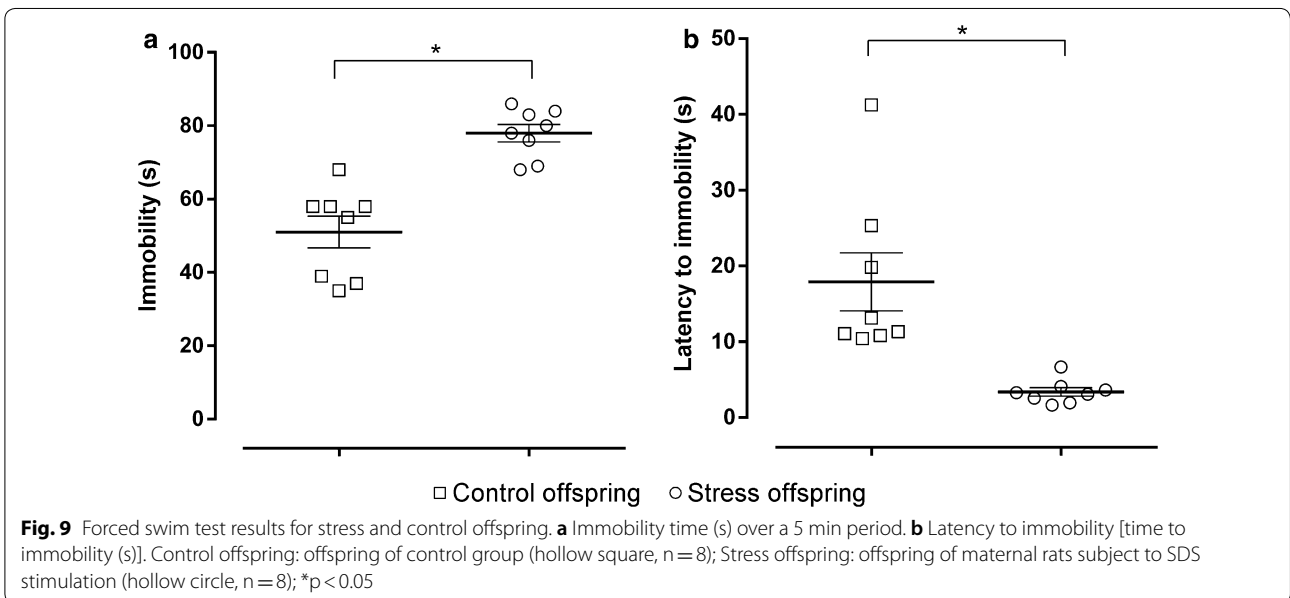 a
100
80
60
40
20
0
Immobility (s)
*
b
50
40
30
20
10
0
Latency to immobility (s)
*
□ Control offspring ○ Stress offspring
Fig. 9 Forced swim test results for stress and control offspring. a Immobility time (s) over a 5 min period. b Latency to immobility [time to
immobility (s)]. Control offspring: offspring of control group (hollow square, n = 8); Stress offspring: offspring of maternal rats subject to SDS
stimulation (hollow circle, n = 8); *p < 0.05